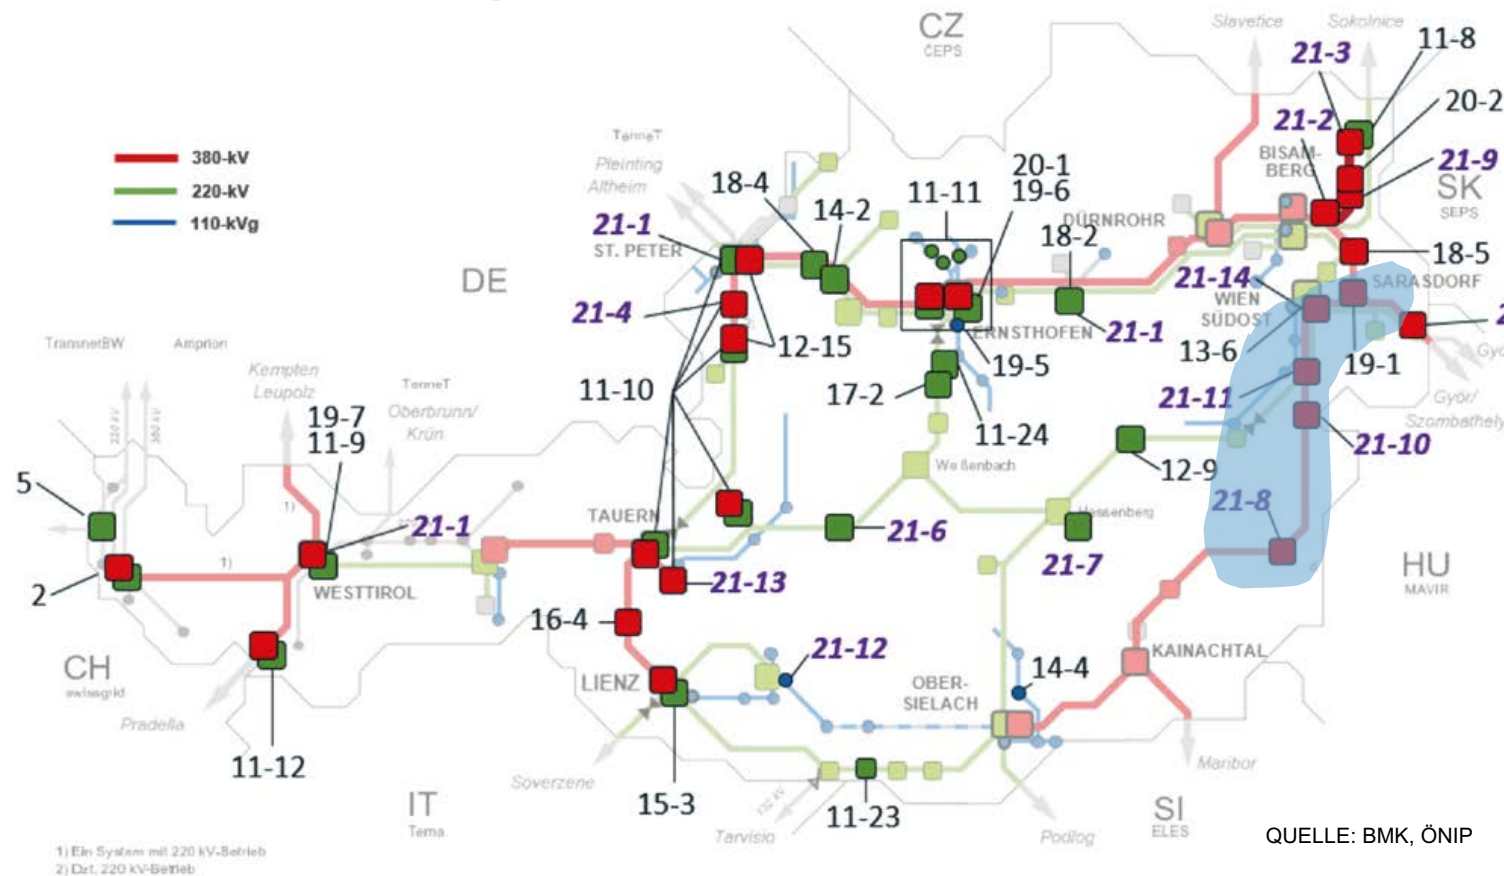 CZ
ČEPS
Slavetice
Sokolnice
11-8
21-3
20-2
21-2
BISAM-
BERG
21-9
SK
SEPS
380-kV
220-kV
110-kVg
TenneT
Pleinting
Altheim
18-4
14-2
11-11
20-1
19-6
DÜRNROHR
18-2
21-1
ST. PETER
18-5
DE
21-4
21-14
WIEN
SÜDOST
SARASDORF
12-15
ERNSTHOFEN
21-1
19-5
13-6
19-1
2
TransnetBW
Amprion
Kempten
Leupolz
TenneT
Oberbrunn/
Krün
11-10
17-2
11-24
21-11
Győr/
Szombathely
220 kV
380 kV
19-7
11-9
21-10
Weißenbach
12-9
5
1)
21-1
TAUERN
21-6
Hessenberg
21-8
21-7
1)
HU
MAVIR
2
WESTTIROL
21-13
16-4
CH
swissgrid
Pradella
LIENZ
21-12
OBER-
SIELACH
14-4
KAINACHTAL
11-12
Soverzene
IT
Terna
15-3
Tarvisio
11-23
Podlog
SI
ELES
Maribor
QUELLE: BMK, ÖNIP
1) Ein System mit 220 kV-Betrieb
2) Dzt. 220 kV-Betrieb